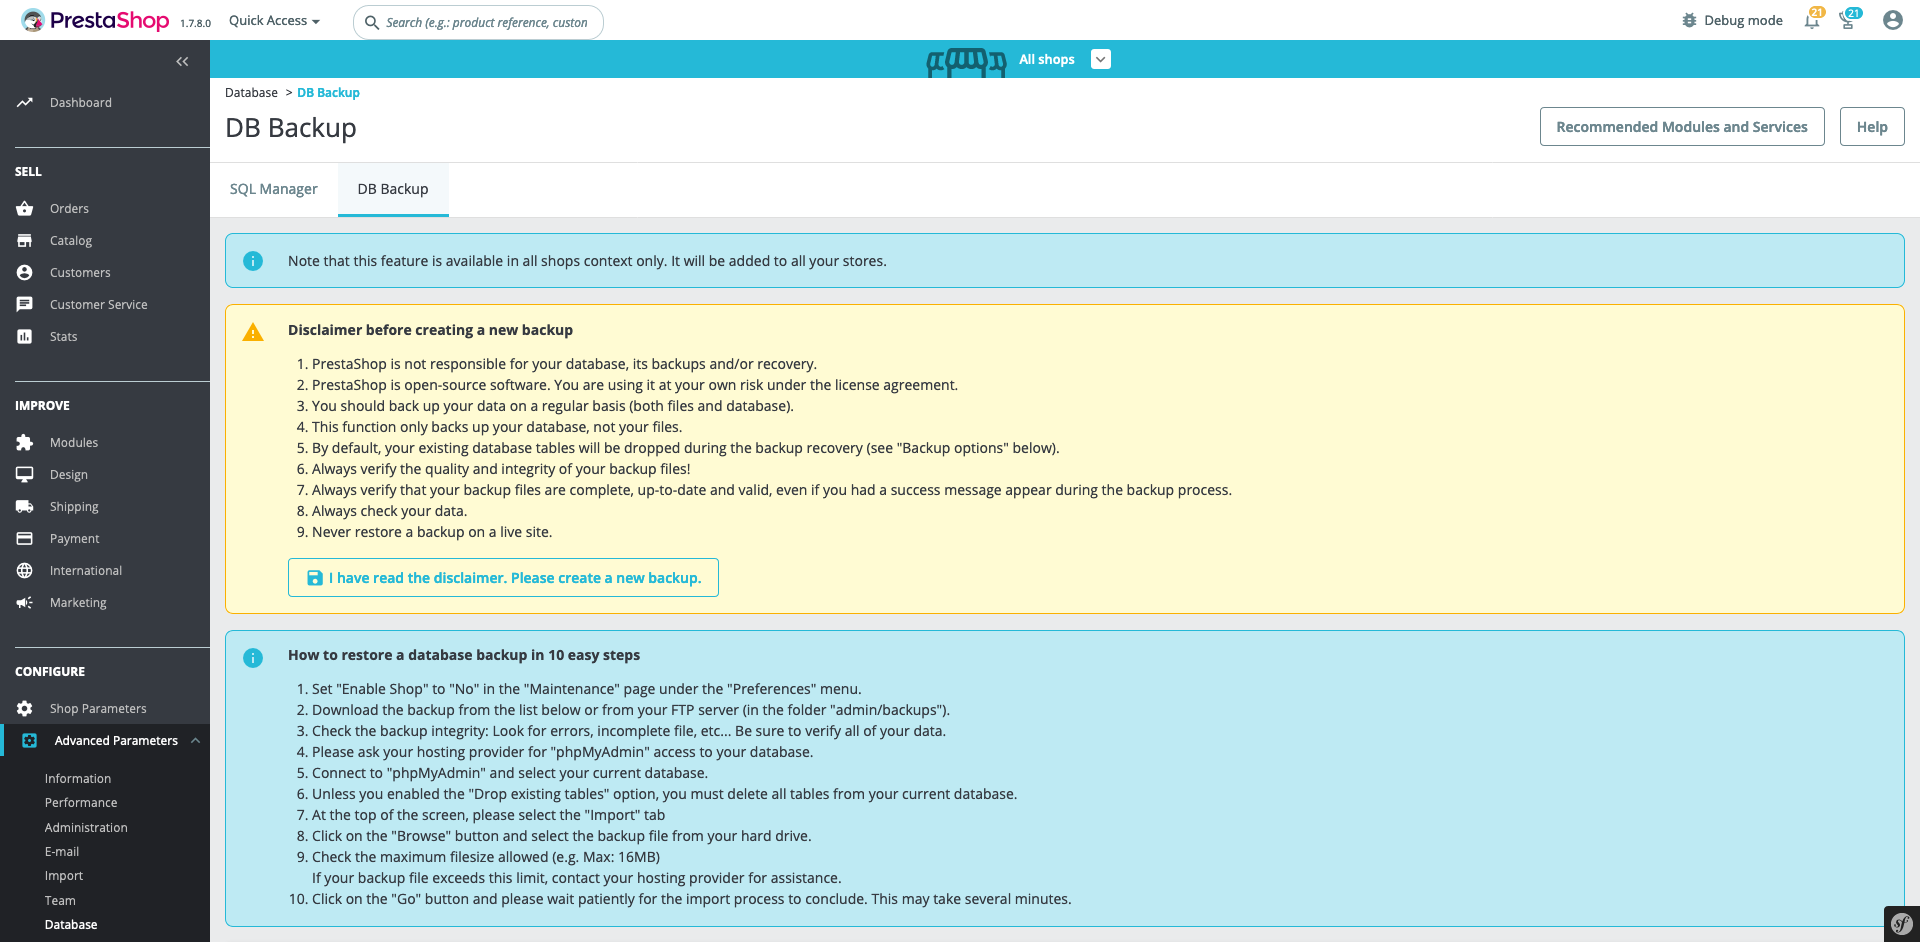 PrestaShop 1.7.8.0 Quick Access Search (e.g.: product reference, custon Debug mode 21 21
All shops
Dashboard
SELL
Orders
Catalog
Customers
Customer Service
Stats
IMPROVE
Modules
Design
Shipping
Payment
International
Marketing
CONFIGURE
Shop Parameters
Advanced Parameters
Information
Performance
Administration
E-mail
Import
Team
Database
Database > DB Backup
DB Backup
Recommended Modules and Services Help
SQL Manager DB Backup
Note that this feature is available in all shops context only. It will be added to all your stores.
Disclaimer before creating a new backup
1. PrestaShop is not responsible for your database, its backups and/or recovery.
2. PrestaShop is open-source software. You are using it at your own risk under the license agreement.
3. You should back up your data on a regular basis (both files and database).
4. This function only backs up your database, not your files.
5. By default, your existing database tables will be dropped during the backup recovery (see "Backup options" below).
6. Always verify the quality and integrity of your backup files!
7. Always verify that your backup files are complete, up-to-date and valid, even if you had a success message appear during the backup process.
8. Always check your data.
9. Never restore a backup on a live site.
I have read the disclaimer. Please create a new backup.
How to restore a database backup in 10 easy steps
1. Set "Enable Shop" to "No" in the "Maintenance" page under the "Preferences" menu.
2. Download the backup from the list below or from your FTP server (in the folder "admin/backups").
3. Check the backup integrity: Look for errors, incomplete file, etc... Be sure to verify all of your data.
4. Please ask your hosting provider for "phpMyAdmin" access to your database.
5. Connect to "phpMyAdmin" and select your current database.
6. Unless you enabled the "Drop existing tables" option, you must delete all tables from your current database.
7. At the top of the screen, please select the "Import" tab
8. Click on the "Browse" button and select the backup file from your hard drive.
9. Check the maximum filesize allowed (e.g. Max: 16MB)
If your backup file exceeds this limit, contact your hosting provider for assistance.
10. Click on the "Go" button and please wait patiently for the import process to conclude. This may take several minutes.
sf